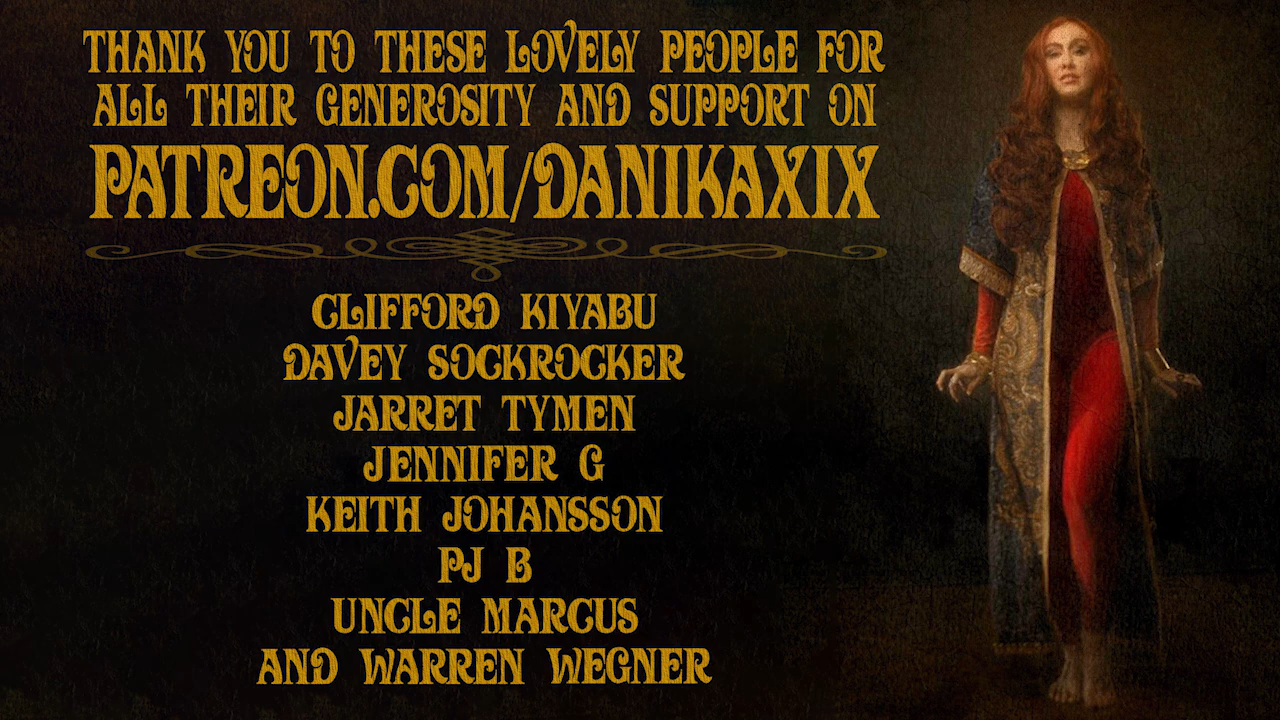 THANK YOU TO THESE LOVELY PEOPLE FOR
ALL THEIR GENEROSITY AND SUPPORT ON
PATREON.COM/DANIKAXIX
CLIFFORD KIYABU
DAVEY SOCKROCKER
JARRET TYMEN
JENNIFER G
KEITH JOHANSSON
PJ B
UNCLE MARCUS
AND WARREN WEGNER